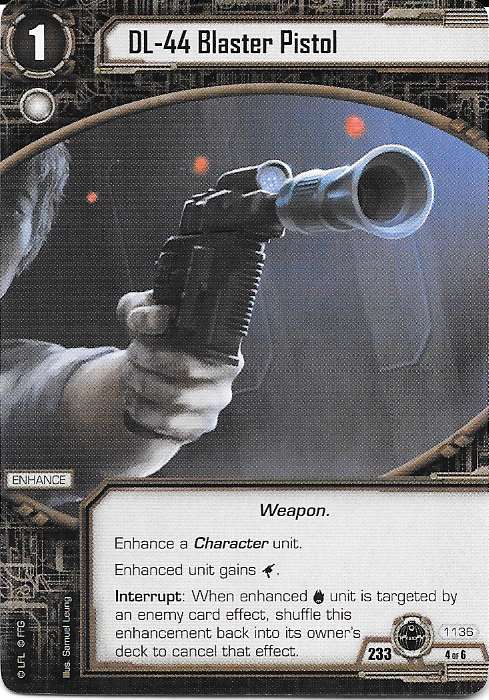 1
DL-44 Blaster Pistol
ENHANCE
Weapon.
Enhance a Character unit.
Enhanced unit gains .
Interrupt: When enhanced unit is targeted by
an enemy card effect, shuffle this
enhancement back into its owner's
deck to cancel that effect.
233
1136
4 of 6
© LFL © FFG
Illus. Samuel Leung